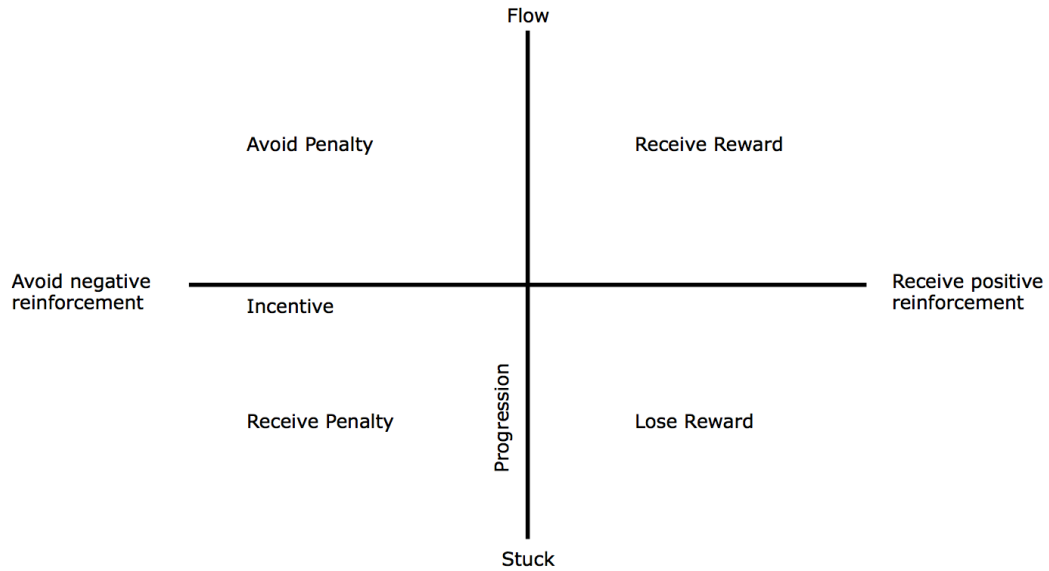 Flow
Avoid Penalty
Receive Reward
Avoid negative
reinforcement
Incentive
Receive positive
reinforcement
Progression
Receive Penalty
Lose Reward
Stuck